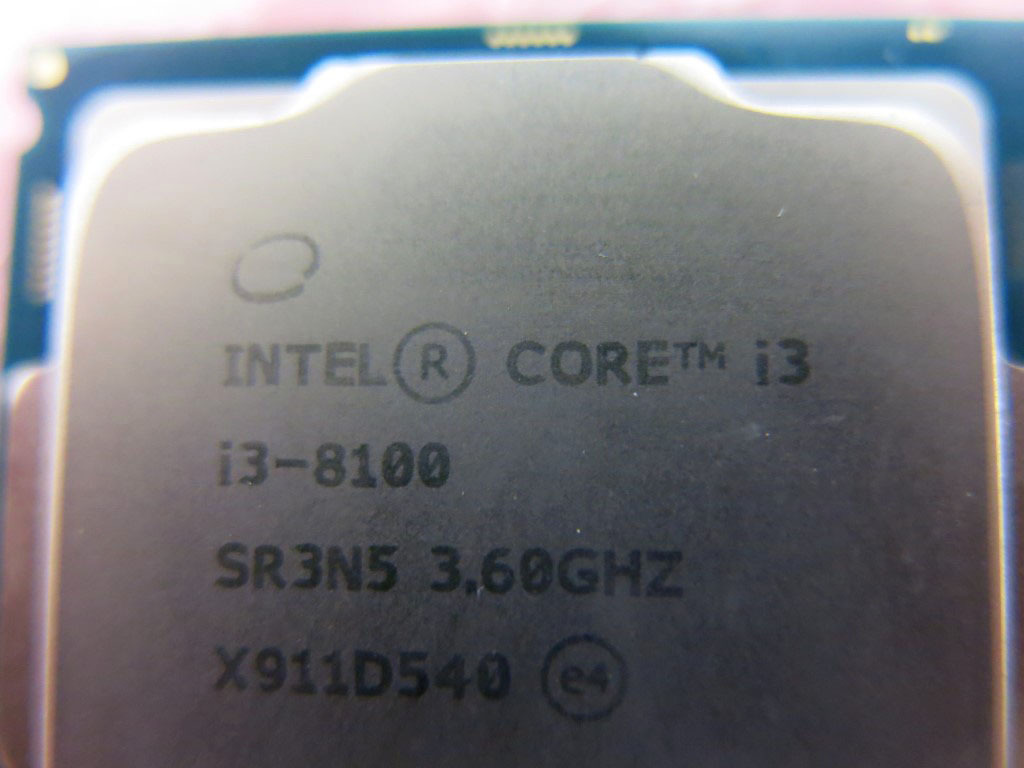 INTEL® CORE™ i3
i3-8100
SR3N5 3.60GHZ
X911D540 e4